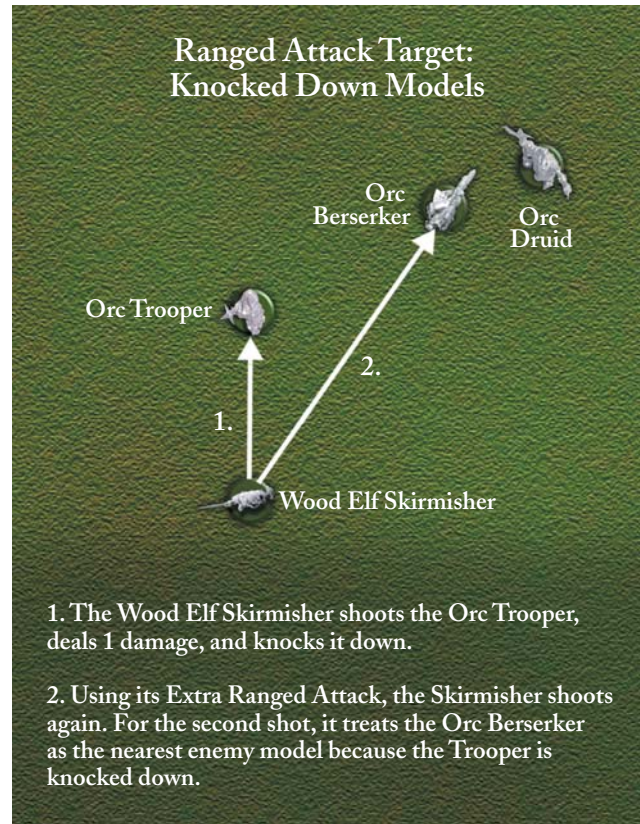 Ranged Attack Target:
Knocked Down Models
Orc
Berserker
Orc
Druid
Orc Trooper
2.
1.
Wood Elf Skirmisher
1. The Wood Elf Skirmisher shoots the Orc Trooper,
deals 1 damage, and knocks it down.
2. Using its Extra Ranged Attack, the Skirmisher shoots
again. For the second shot, it treats the Orc Berserker
as the nearest enemy model because the Trooper is
knocked down.